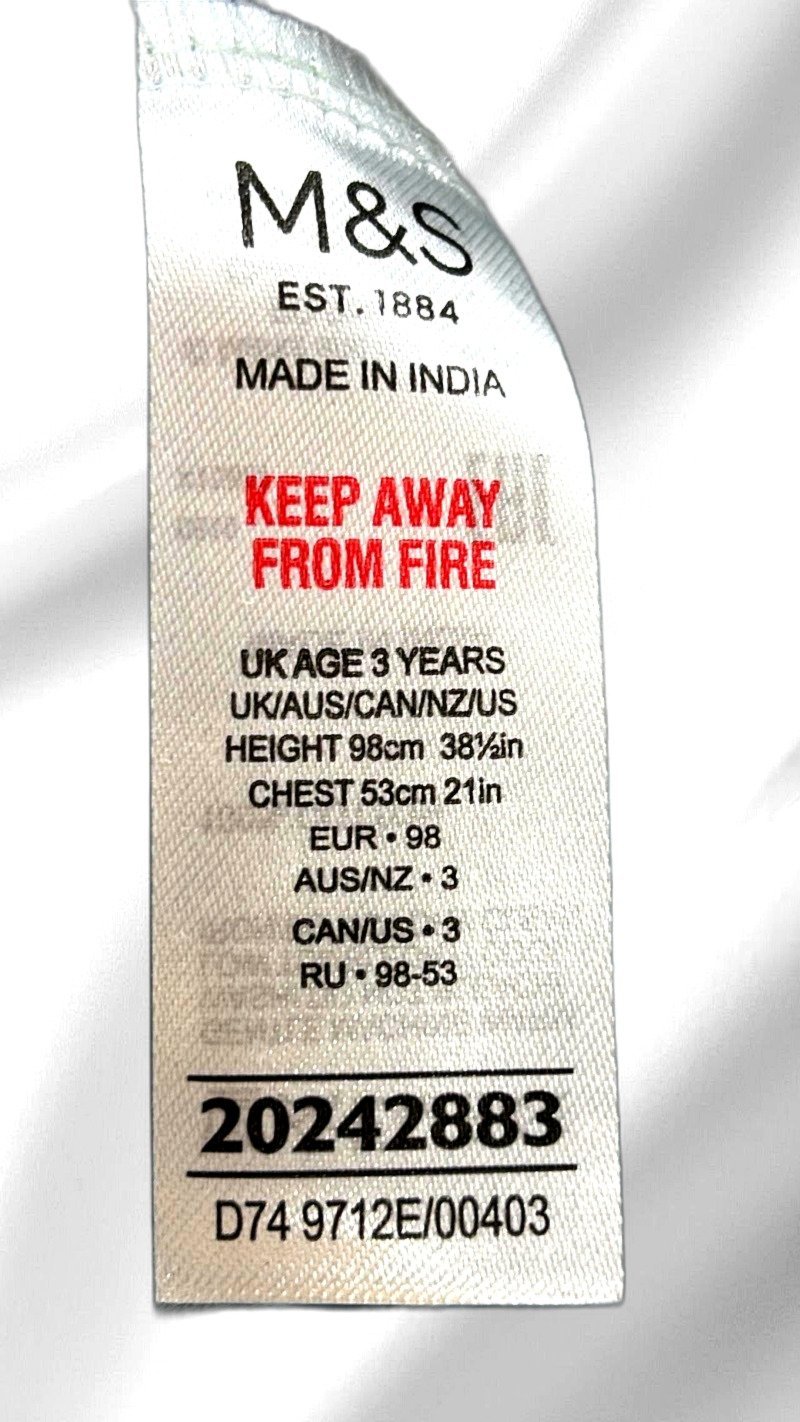 M&S
EST. 1884
MADE IN INDIA
KEEP AWAY
FROM FIRE
UK AGE 3 YEARS
UK/AUS/CAN/NZ/US
HEIGHT 98cm 38½in
CHEST 53cm 21in
EUR • 98
AUS/NZ • 3
CAN/US • 3
RU • 98-53
20242883
D74 9712E/00403